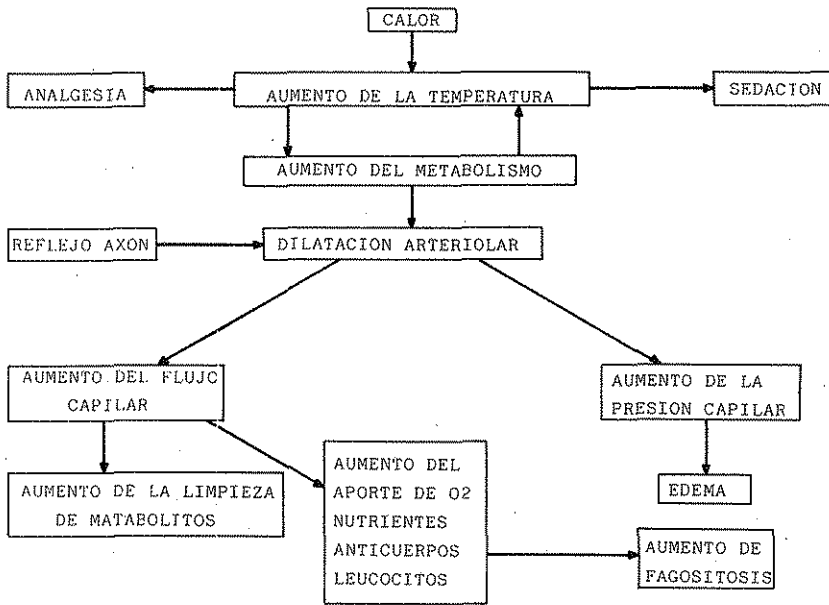 CALOR
ANALGESIA
AUMENTO DE LA TEMPERATURA
SEDACION
AUMENTO DEL METABOLISMO
REFLEJO AXON
DILATACION ARTERIOLAR
AUMENTO DEL FLUJC
CAPILAR
AUMENTO DE LA
PRESION CAPILAR
AUMENTO DE LA LIMPIEZA
DE MATABOLITOS
AUMENTO DEL
APORTE DE O2
NUTRIENTES
ANTICUERPOS
LEUCOCITOS
EDEMA
AUMENTO DE
FAGOSITOSIS